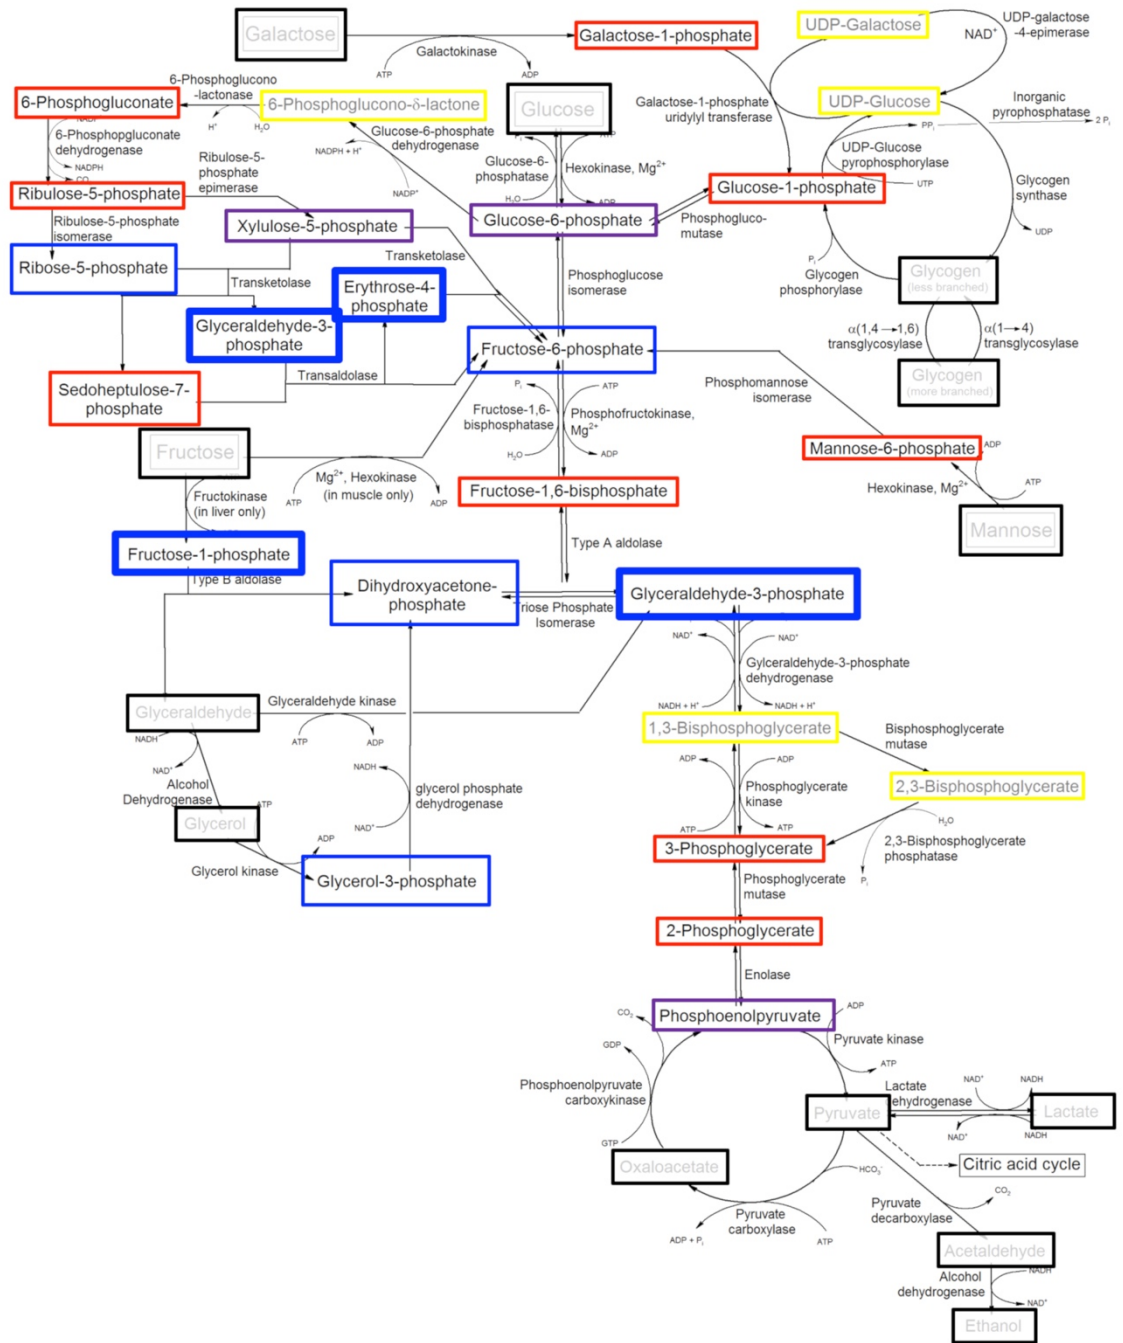 Galactose
Galactokinase
ATP
ADP
Galactose-1-phosphate
UDP-Galactose
NAD⁺
UDP-galactose
-4-epimerase
6-Phosphoglucono
-lactonase
6-Phosphogluconate
6-Phosphoglucono-δ-lactone
H⁺
H₂O
Glucose
Galactose-1-phosphate
uridylyl transferase
UDP-Glucose
Inorganic
pyrophosphatase
PPᵢ
2 Pᵢ
6-Phosphopgluconate
dehydrogenase
NADPH
Glucose-6-phosphate
dehydrogenase
NADPH + H⁺
NADP⁺
Pᵢ
Glucose-6-
phosphatase
H₂O
Hexokinase, Mg²⁺
ADP
UDP-Glucose
pyrophosphorylase
UTP
Glycogen
synthase
UDP
Ribulose-5-
phosphate
epimerase
Ribulose-5-phosphate
Glucose-1-phosphate
Ribulose-5-phosphate
isomerase
Xylulose-5-phosphate
Glucose-6-phosphate
Phosphogluco-
mutase
Ribose-5-phosphate
Transketolase
Transketolase
Phosphoglucose
isomerase
Pᵢ
Glycogen
phosphorylase
Glycogen
(less branched)
Erythrose-4-
phosphate
Glyceraldehyde-3-
phosphate
Fructose-6-phosphate
α(1,4→1,6)
transglycosylase
α(1→4)
transglycosylase
Glycogen
(more branched)
Transaldolase
Sedoheptulose-7-
phosphate
Pᵢ
ATP
Fructose-1,6-
bisphosphatase
Phosphofructokinase,
Mg²⁺
H₂O
ADP
Phosphomannose
isomerase
Fructose
Mg²⁺, Hexokinase
(in muscle only)
ATP
ADP
Mannose-6-phosphate
ADP
Hexokinase, Mg²⁺
ATP
Mannose
Fructokinase
(in liver only)
Fructose-1,6-bisphosphate
Fructose-1-phosphate
Type B aldolase
Type A aldolase
Dihydroxyacetone-
phosphate
Triose Phosphate
Isomerase
Glyceraldehyde-3-phosphate
NAD⁺
NAD⁺
Gylceraldehyde-3-phosphate
dehydrogenase
NADH + H⁺
NADH + H⁺
Glyceraldehyde
Glyceraldehyde kinase
ATP
ADP
NADH
NAD⁺
Alcohol
Dehydrogenase
NADH
glycerol phosphate
dehydrogenase
NAD⁺
1,3-Bisphosphoglycerate
Bisphosphoglycerate
mutase
ADP
ADP
Phosphoglycerate
kinase
ATP
ATP
2,3-Bisphosphoglycerate
H₂O
2,3-Bisphosphoglycerate
phosphatase
Pᵢ
Glycerol
ATP
ADP
Glycerol kinase
Glycerol-3-phosphate
3-Phosphoglycerate
Phosphoglycerate
mutase
2-Phosphoglycerate
Enolase
Phosphoenolpyruvate
CO₂
ADP
GDP
Pyruvate kinase
ATP
Phosphoenolpyruvate
carboxykinase
GTP
Pyruvate
Lactate
dehydrogenase
NAD⁺
NADH
NAD⁺
NADH
Lactate
Oxaloacetate
HCO₃⁻
Citric acid cycle
Pyruvate
carboxylase
ADP + Pᵢ
ATP
Pyruvate
decarboxylase
CO₂
Acetaldehyde
Alcohol
dehydrogenase
NADH
NAD⁺
Ethanol